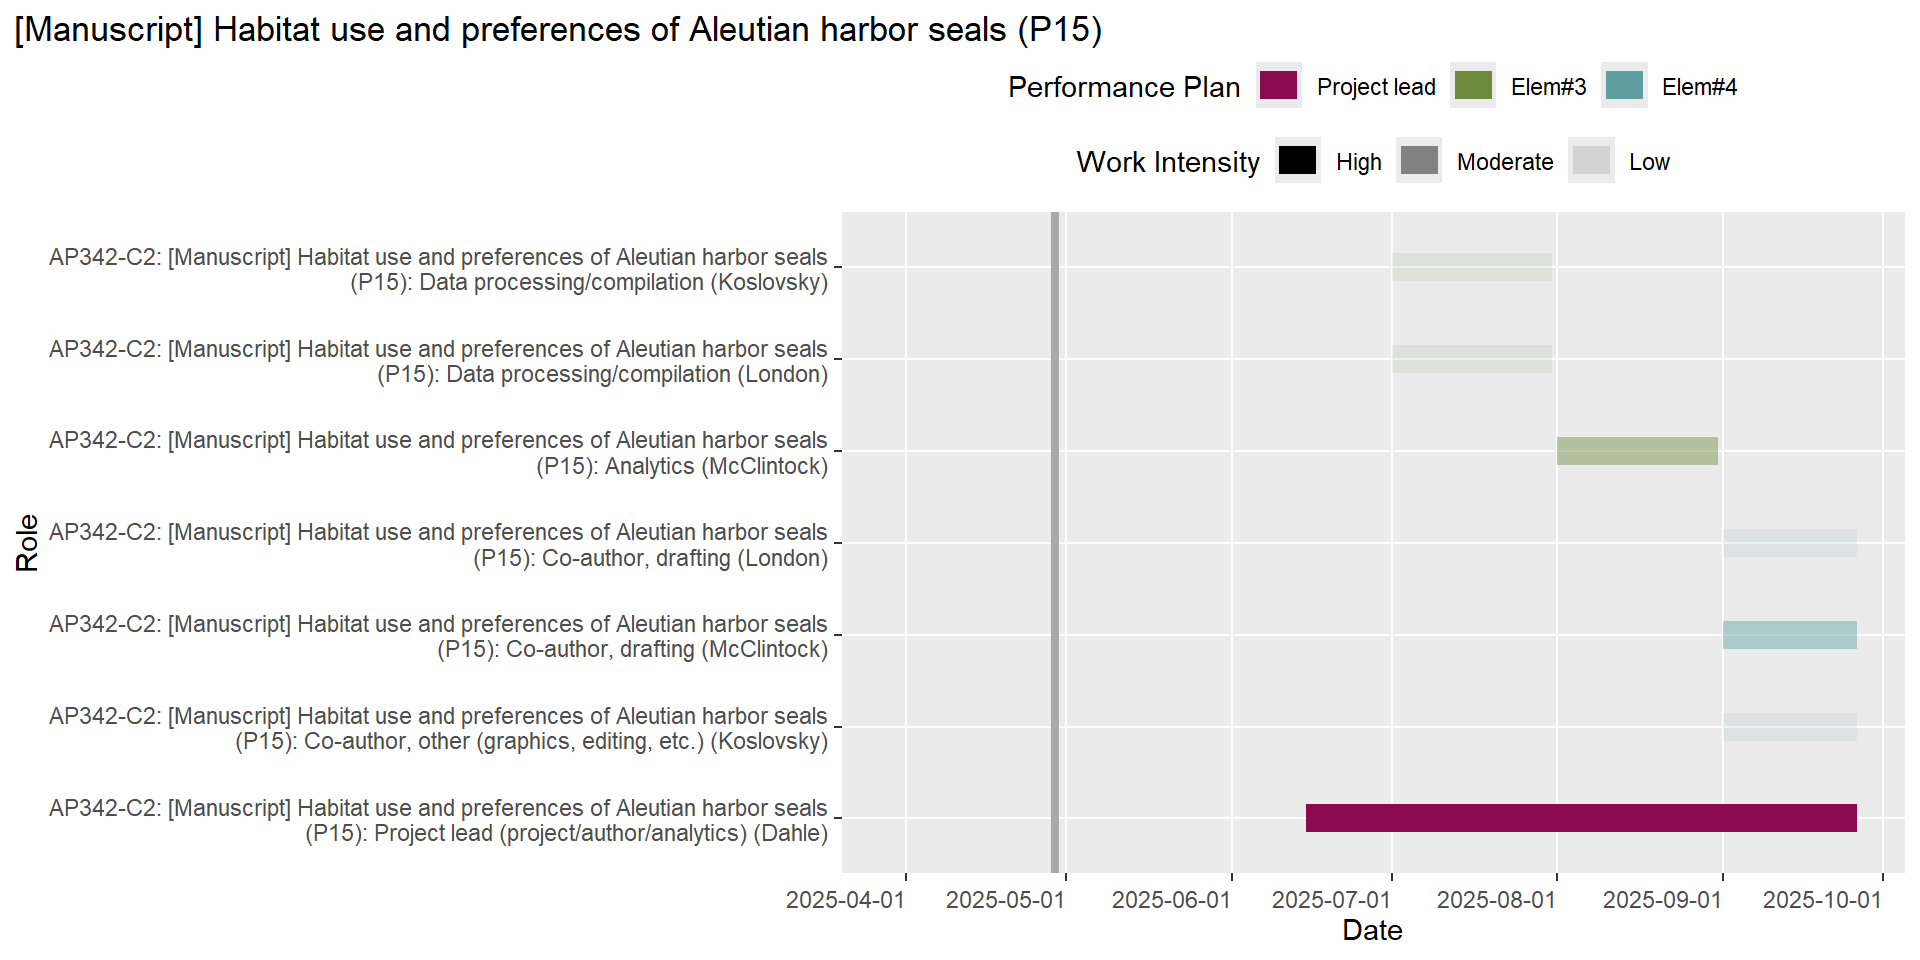 [Manuscript] Habitat use and preferences of Aleutian harbor seals (P15)
Performance Plan Project lead Elem#3 Elem#4
Work Intensity High Moderate Low
AP342-C2: [Manuscript] Habitat use and preferences of Aleutian harbor seals
(P15): Data processing/compilation (Koslovsky)
AP342-C2: [Manuscript] Habitat use and preferences of Aleutian harbor seals
(P15): Data processing/compilation (London)
AP342-C2: [Manuscript] Habitat use and preferences of Aleutian harbor seals
(P15): Analytics (McClintock)
AP342-C2: [Manuscript] Habitat use and preferences of Aleutian harbor seals
(P15): Co-author, drafting (London)
AP342-C2: [Manuscript] Habitat use and preferences of Aleutian harbor seals
(P15): Co-author, drafting (McClintock)
AP342-C2: [Manuscript] Habitat use and preferences of Aleutian harbor seals
(P15): Co-author, other (graphics, editing, etc.) (Koslovsky)
AP342-C2: [Manuscript] Habitat use and preferences of Aleutian harbor seals
(P15): Project lead (project/author/analytics) (Dahle)
Role
2025-04-01 2025-05-01 2025-06-01 2025-07-01 2025-08-01 2025-09-01 2025-10-01
Date